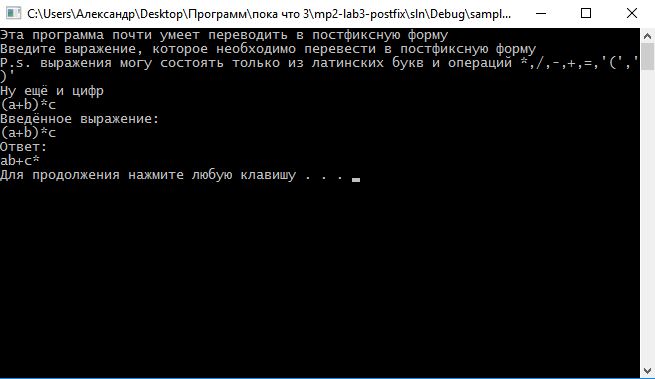 C:\Users\Александр\Desktop\Программ\пока что 3\mp2-lab3-postfix\sln\Debug\sampl...
Эта программа почти умеет переводить в постфиксную форму
Введите выражение, которое необходимо перевести в постфиксную форму
P.s. выражения могу состоять только из латинских букв и операций *,/,-,+,=,'(','
)'
Ну ещё и цифр
(a+b)*c
Введённое выражение:
(a+b)*c
Ответ:
ab+c*
Для продолжения нажмите любую клавишу . . .